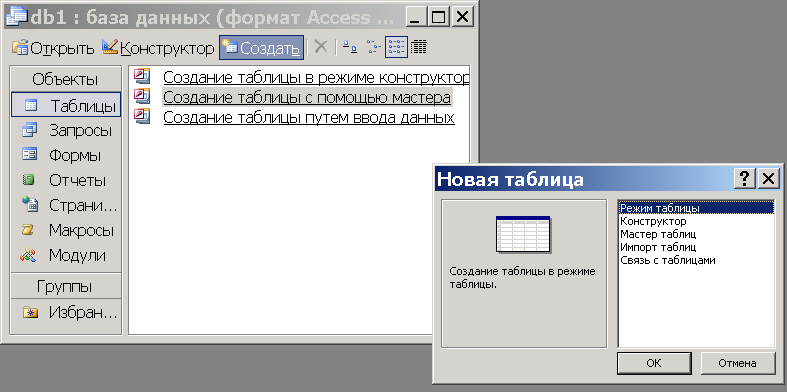 db1 : база данных (формат Access ...
Открыть Конструктор Создать
Объекты
Таблицы
Запросы
Формы
Отчеты
Страни...
Макросы
Модули
Группы
Избран...
Создание таблицы в режиме конструктор
Создание таблицы с помощью мастера
Создание таблицы путем ввода данных
Новая таблица
Создание таблицы в режиме
таблицы.
Режим таблицы
Конструктор
Мастер таблиц
Импорт таблиц
Связь с таблицами
ОК Отмена